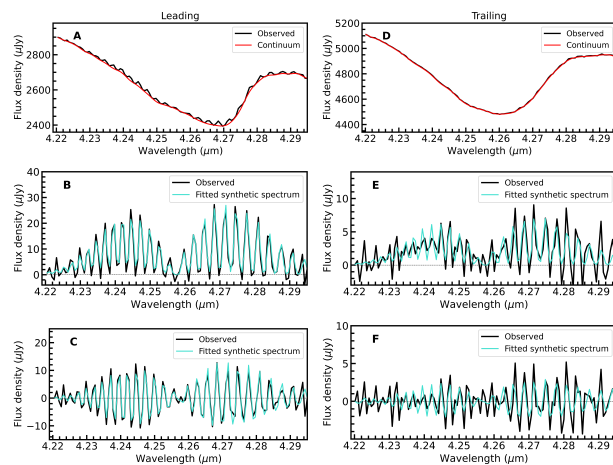 Leading
A
Observed
Continuum
2800
2600
2400
Flux density (μJy)
4.22 4.23 4.24 4.25 4.26 4.27 4.28 4.29
Wavelength (μm)
Trailing
D
Observed
Continuum
5200
5000
4800
4600
4400
Flux density (μJy)
4.22 4.23 4.24 4.25 4.26 4.27 4.28 4.29
Wavelength (μm)
B
Observed
Fitted synthetic spectrum
40
30
20
10
0
Flux density (μJy)
4.22 4.23 4.24 4.25 4.26 4.27 4.28 4.29
Wavelength (μm)
E
Observed
Fitted synthetic spectrum
10
5
0
Flux density (μJy)
4.22 4.23 4.24 4.25 4.26 4.27 4.28 4.29
Wavelength (μm)
C
Observed
Fitted synthetic spectrum
20
10
0
−10
Flux density (μJy)
4.22 4.23 4.24 4.25 4.26 4.27 4.28 4.29
Wavelength (μm)
F
Observed
Fitted synthetic spectrum
10
5
0
−5
Flux density (μJy)
4.22 4.23 4.24 4.25 4.26 4.27 4.28 4.29
Wavelength (μm)